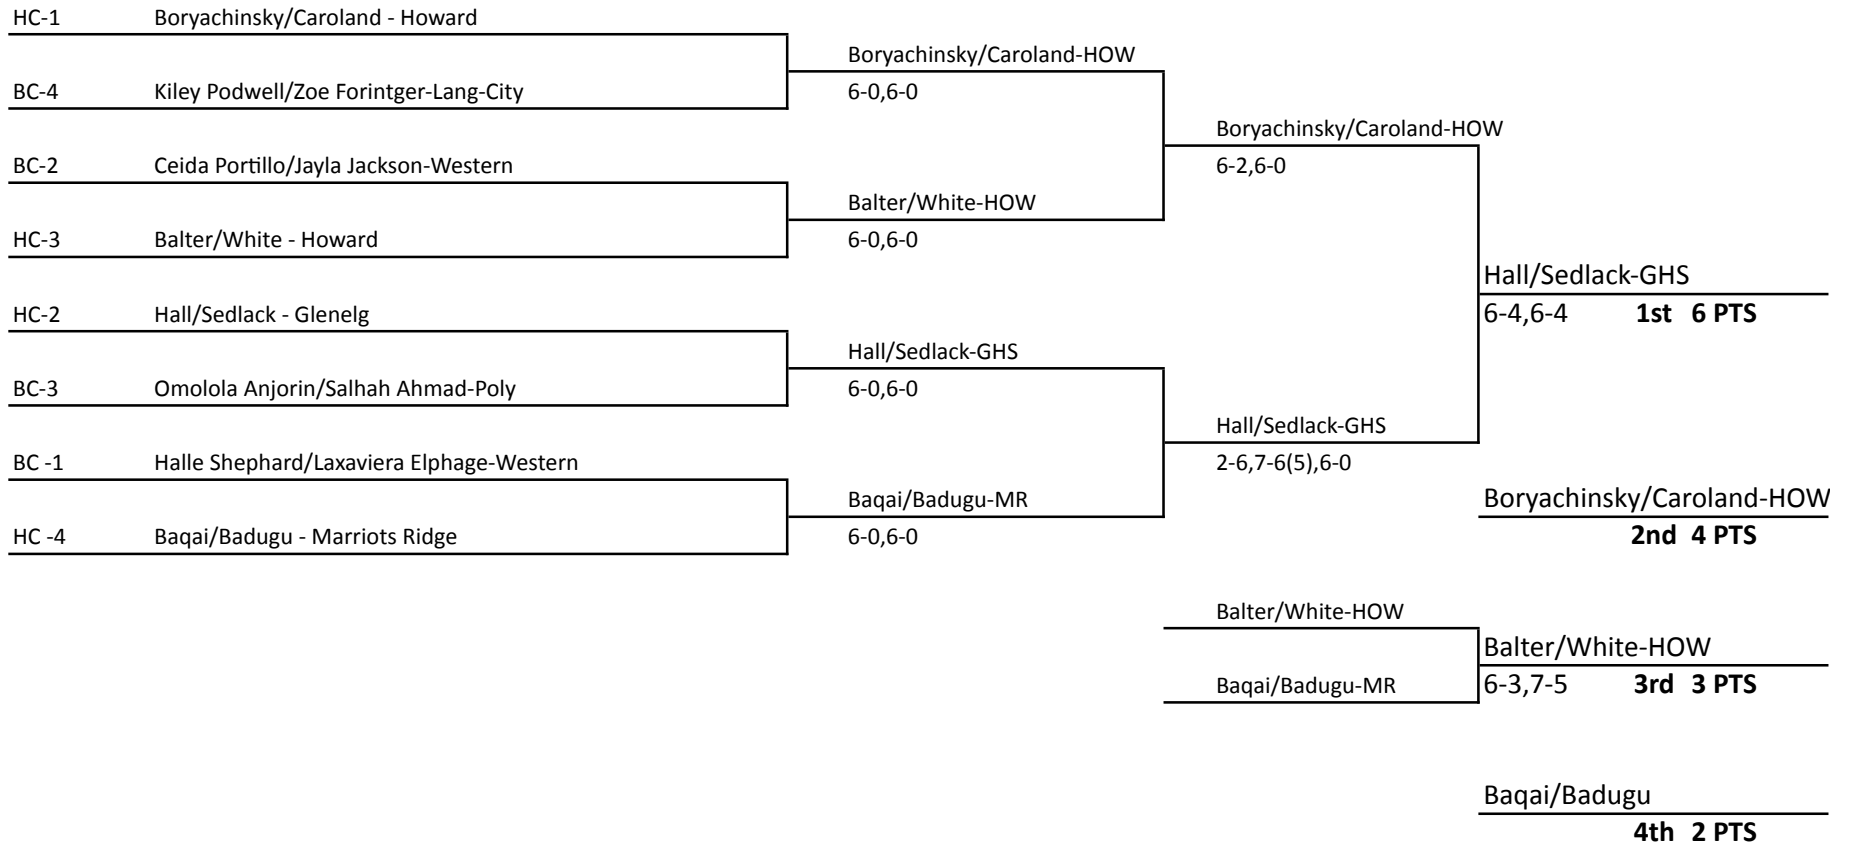 HC-1 Boryachinsky/Caroland - Howard
Boryachinsky/Caroland-HOW
BC-4 Kiley Podwell/Zoe Forintger-Lang-City 6-0,6-0
Boryachinsky/Caroland-HOW
BC-2 Ceida Portillo/Jayla Jackson-Western 6-2,6-0
Balter/White-HOW
HC-3 Balter/White - Howard 6-0,6-0
Hall/Sedlack-GHS
HC-2 Hall/Sedlack - Glenelg 6-4,6-4 1st 6 PTS
Hall/Sedlack-GHS
BC-3 Omolola Anjorin/Salhah Ahmad-Poly 6-0,6-0
Hall/Sedlack-GHS
BC -1 Halle Shephard/Laxaviera Elphage-Western 2-6,7-6(5),6-0
Baqai/Badugu-MR Boryachinsky/Caroland-HOW
HC -4 Baqai/Badugu - Marriots Ridge 6-0,6-0 2nd 4 PTS
Balter/White-HOW
Balter/White-HOW
Baqai/Badugu-MR 6-3,7-5 3rd 3 PTS
Baqai/Badugu
4th 2 PTS